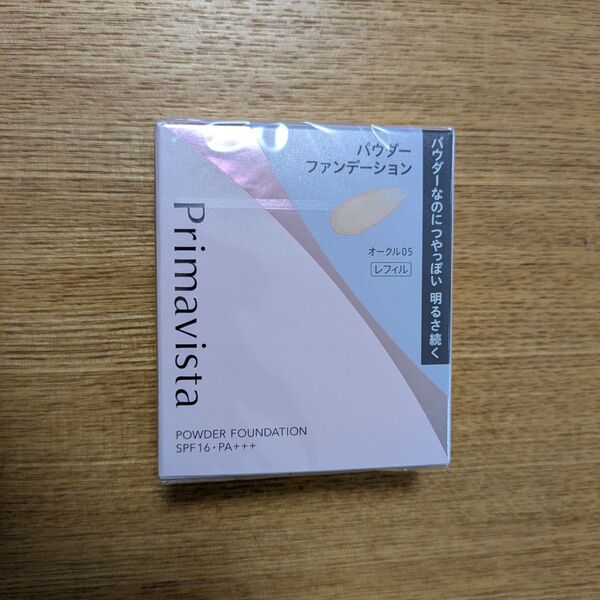 パウダー
ファンデーション
オークル05
レフィル
パウダーなのにつやっぽい 明るさ続く
Primavista
POWDER FOUNDATION
SPF16・PA+++